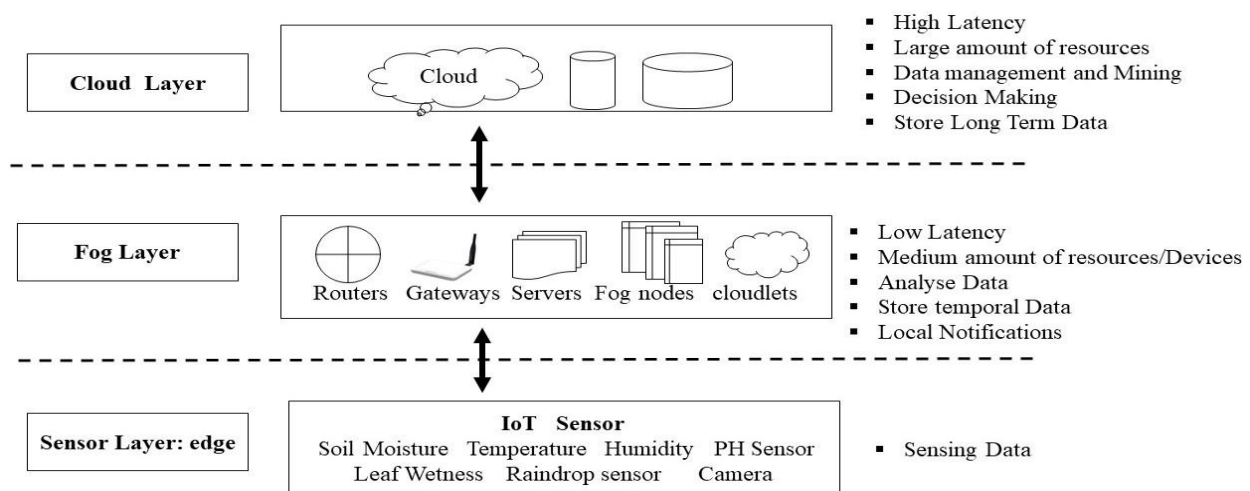 Cloud Layer
Cloud
▪ High Latency
▪ Large amount of resources
▪ Data management and Mining
▪ Decision Making
▪ Store Long Term Data
Fog Layer
Routers Gateways Servers Fog nodes cloudlets
▪ Low Latency
▪ Medium amount of resources/Devices
▪ Analyse Data
▪ Store temporal Data
▪ Local Notifications
Sensor Layer: edge
IoT Sensor
Soil Moisture Temperature Humidity PH Sensor
Leaf Wetness Raindrop sensor Camera
▪ Sensing Data